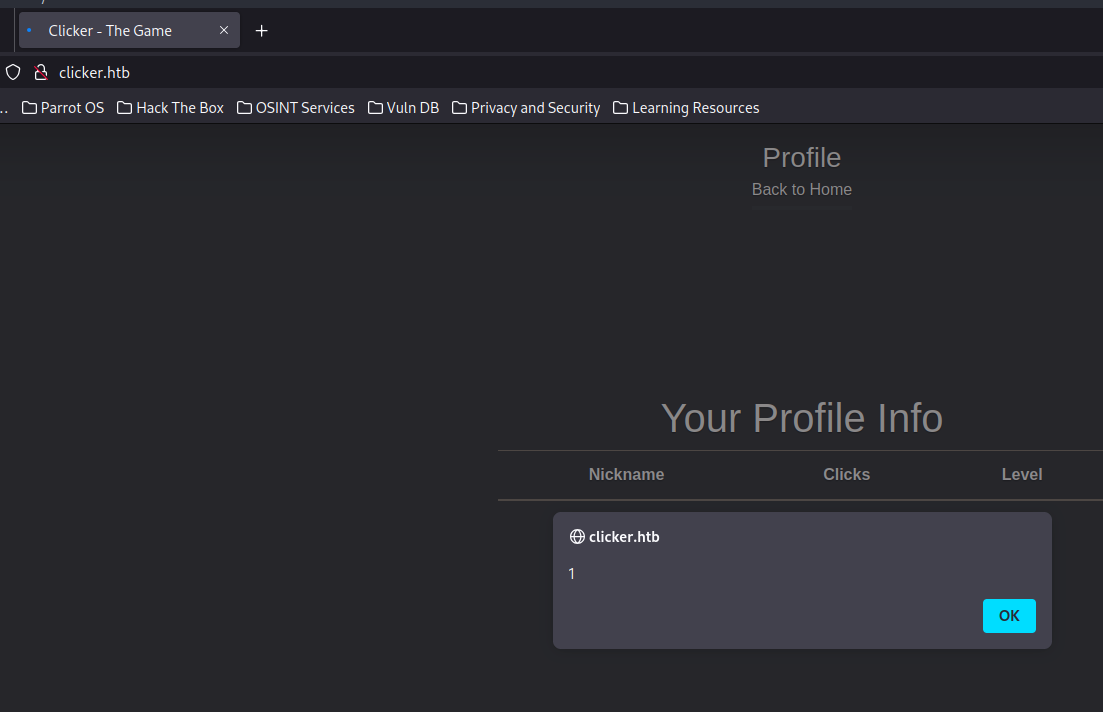 Clicker - The Game
clicker.htb
.. Parrot OS Hack The Box OSINT Services Vuln DB Privacy and Security Learning Resources
Profile
Back to Home
Your Profile Info
Nickname Clicks Level
clicker.htb
1
OK